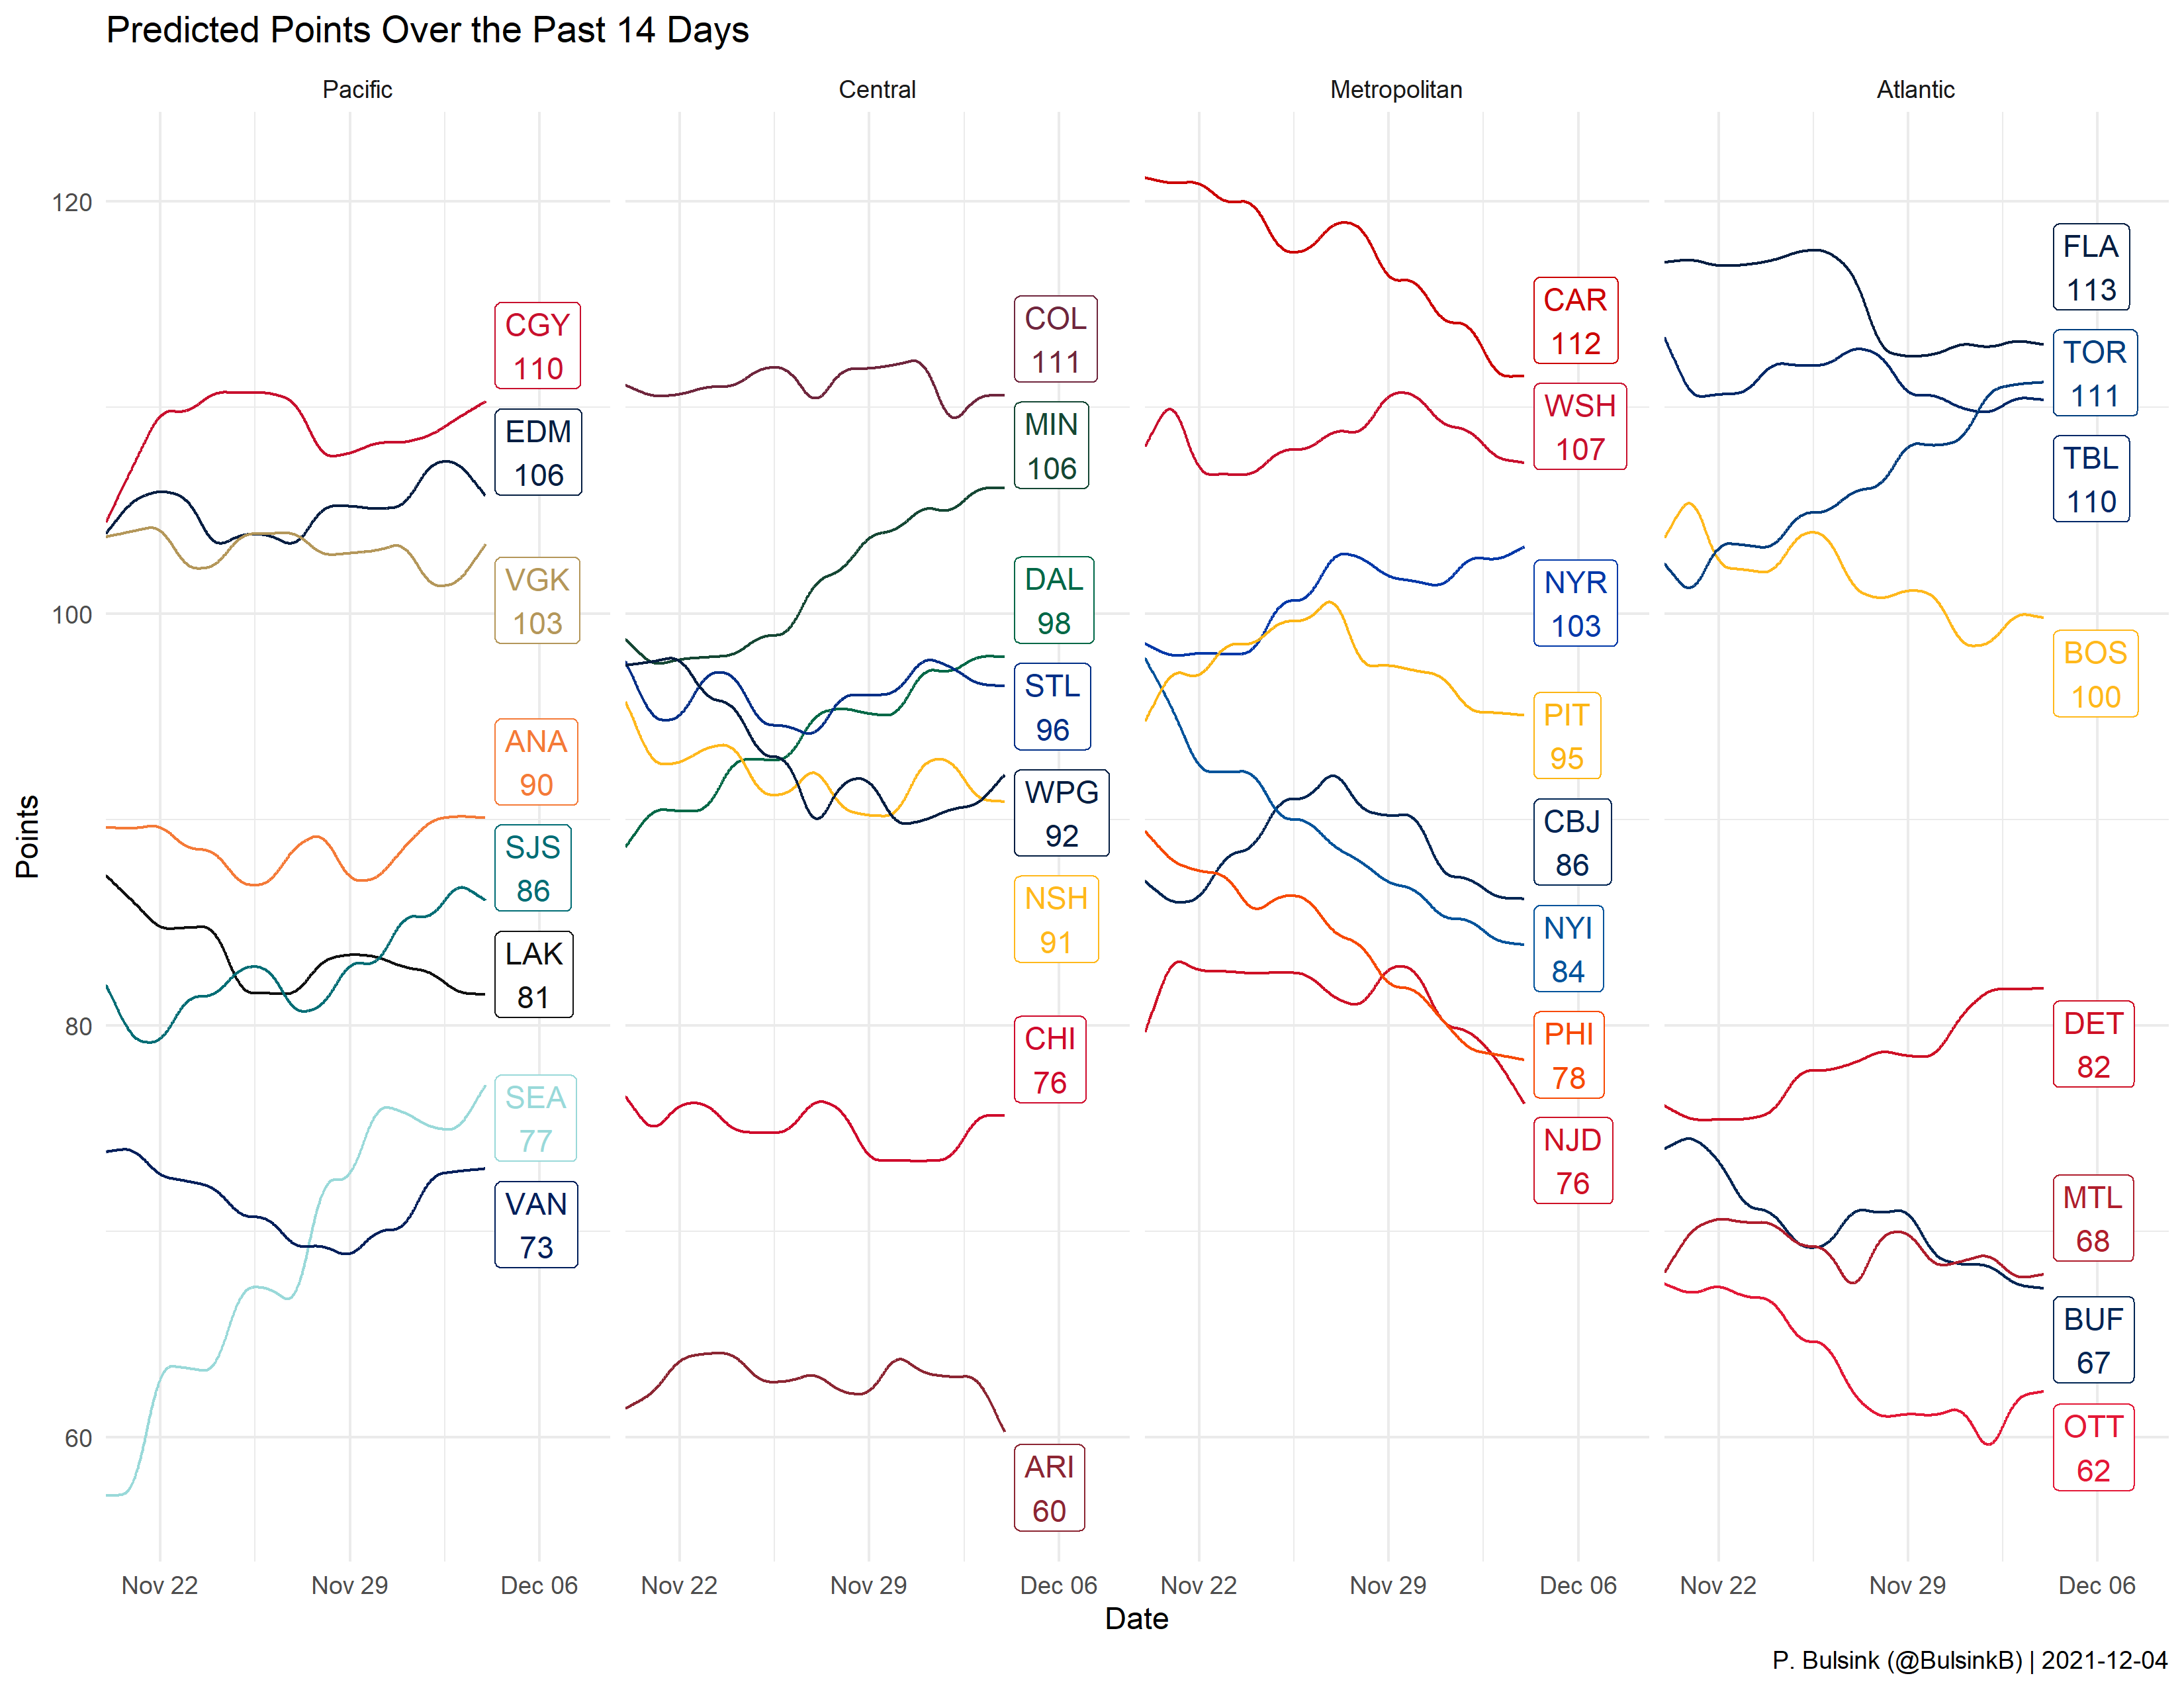 Predicted Points Over the Past 14 Days
Pacific
Central
Metropolitan
Atlantic
Points
120
100
80
60
CGY
110
EDM
106
VGK
103
ANA
90
SJS
86
LAK
81
SEA
77
VAN
73
COL
111
MIN
106
DAL
98
STL
96
WPG
92
NSH
91
CHI
76
ARI
60
CAR
112
WSH
107
NYR
103
PIT
95
CBJ
86
NYI
84
PHI
78
NJD
76
FLA
113
TOR
111
TBL
110
BOS
100
DET
82
MTL
68
BUF
67
OTT
62
Nov 22
Nov 29
Dec 06
Nov 22
Nov 29
Dec 06
Nov 22
Nov 29
Dec 06
Nov 22
Nov 29
Dec 06
Date
P. Bulsink (@BulsinkB) | 2021-12-04